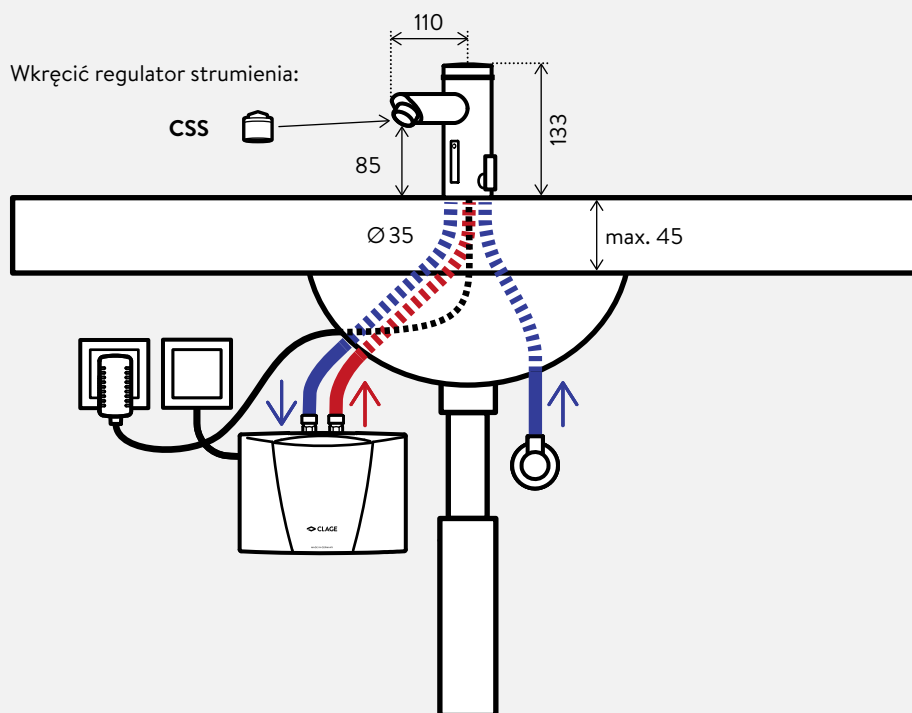 110
Wkręcić regulator strumienia:
CSS
85
133
Ø 35
max. 45
CLAGE